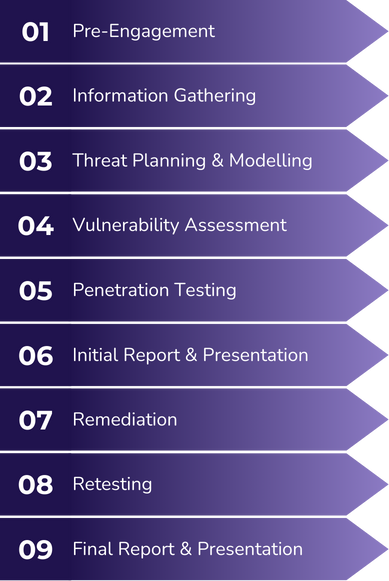 01 Pre-Engagement
02 Information Gathering
03 Threat Planning & Modelling
04 Vulnerability Assessment
05 Penetration Testing
06 Initial Report & Presentation
07 Remediation
08 Retesting
09 Final Report & Presentation